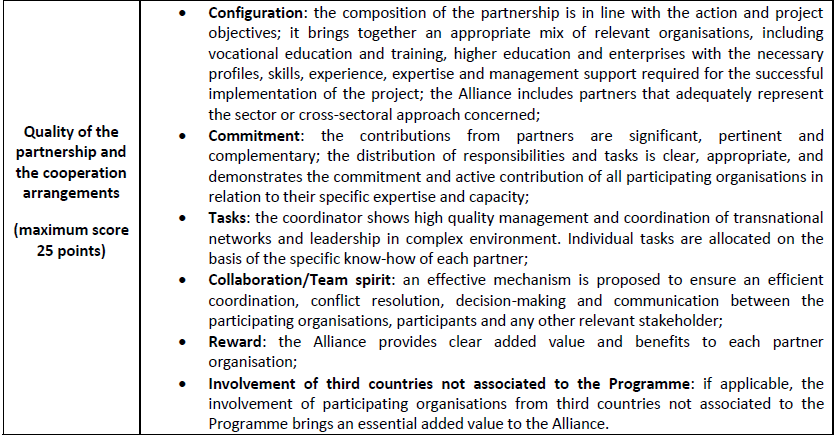 Quality of the
partnership and
the cooperation
arrangements
(maximum score
25 points)
• Configuration: the composition of the partnership is in line with the action and project
objectives; it brings together an appropriate mix of relevant organisations, including
vocational education and training, higher education and enterprises with the necessary
profiles, skills, experience, expertise and management support required for the successful
implementation of the project; the Alliance includes partners that adequately represent
the sector or cross-sectoral approach concerned;
• Commitment: the contributions from partners are significant, pertinent and
complementary; the distribution of responsibilities and tasks is clear, appropriate, and
demonstrates the commitment and active contribution of all participating organisations in
relation to their specific expertise and capacity;
• Tasks: the coordinator shows high quality management and coordination of transnational
networks and leadership in complex environment. Individual tasks are allocated on the
basis of the specific know-how of each partner;
• Collaboration/Team spirit: an effective mechanism is proposed to ensure an efficient
coordination, conflict resolution, decision-making and communication between the
participating organisations, participants and any other relevant stakeholder;
• Reward: the Alliance provides clear added value and benefits to each partner
organisation;
• Involvement of third countries not associated to the Programme: if applicable, the
involvement of participating organisations from third countries not associated to the
Programme brings an essential added value to the Alliance.